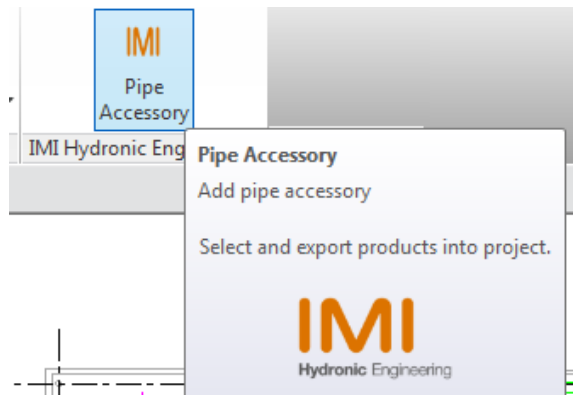 IMI
Pipe
Accessory
IMI Hydronic Eng
Pipe Accessory
Add pipe accessory
Select and export products into project.
IMI
Hydronic Engineering